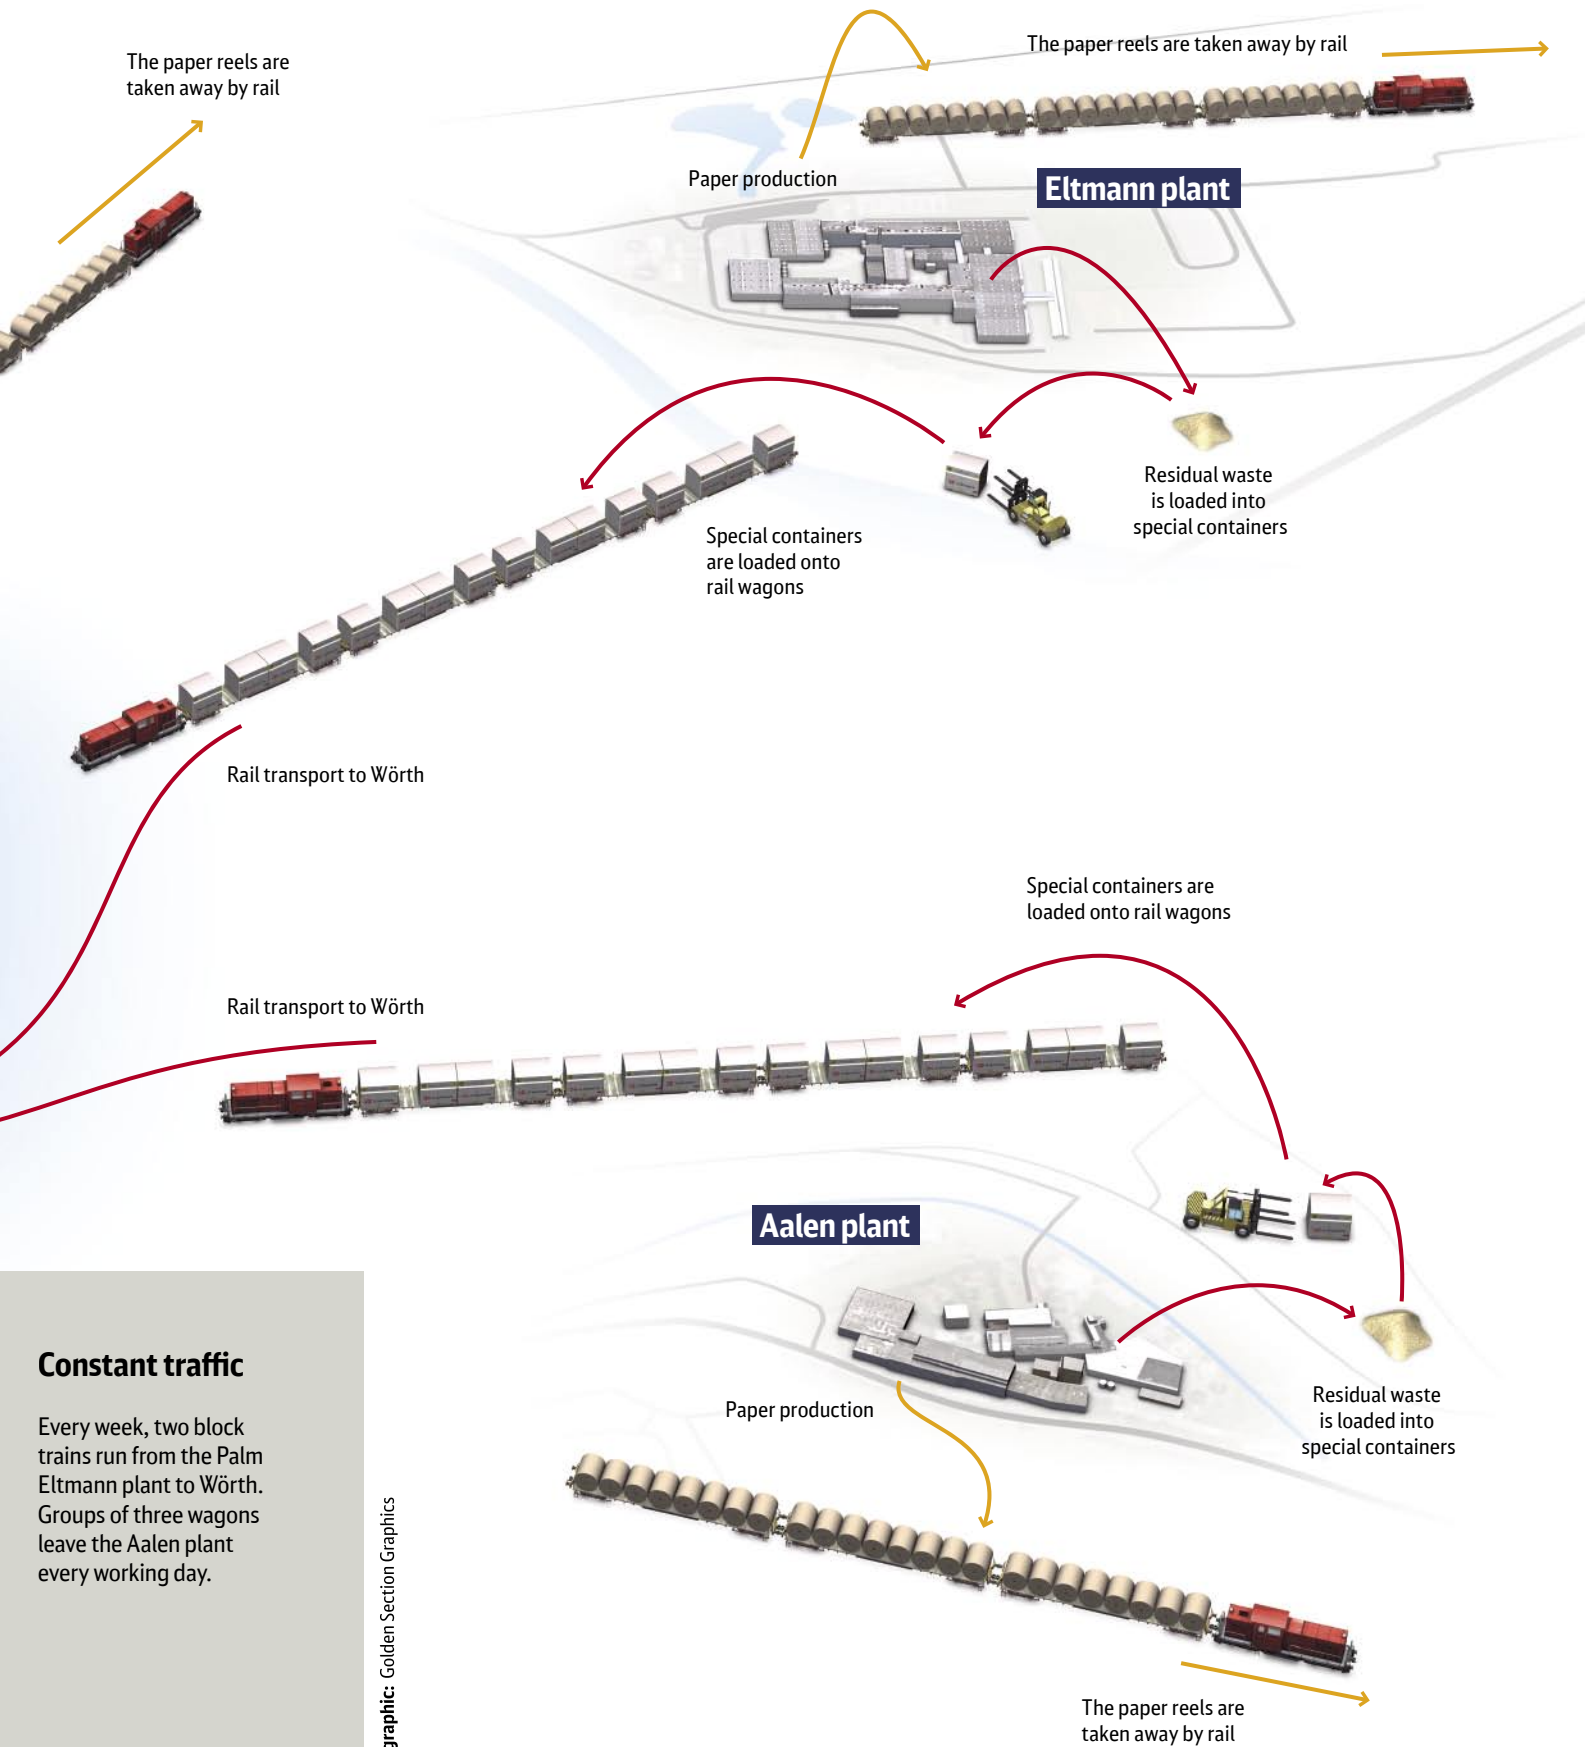 The paper reels are
taken away by rail
The paper reels are taken away by rail
Paper production
Eltmann plant
Residual waste
is loaded into
special containers
Special containers
are loaded onto
rail wagons
Rail transport to Wörth
Special containers are
loaded onto rail wagons
Rail transport to Wörth
Aalen plant
Paper production
Residual waste
is loaded into
special containers
The paper reels are
taken away by rail
Constant traffic
Every week, two block
trains run from the Palm
Eltmann plant to Wörth.
Groups of three wagons
leave the Aalen plant
every working day.
graphic: Golden Section Graphics